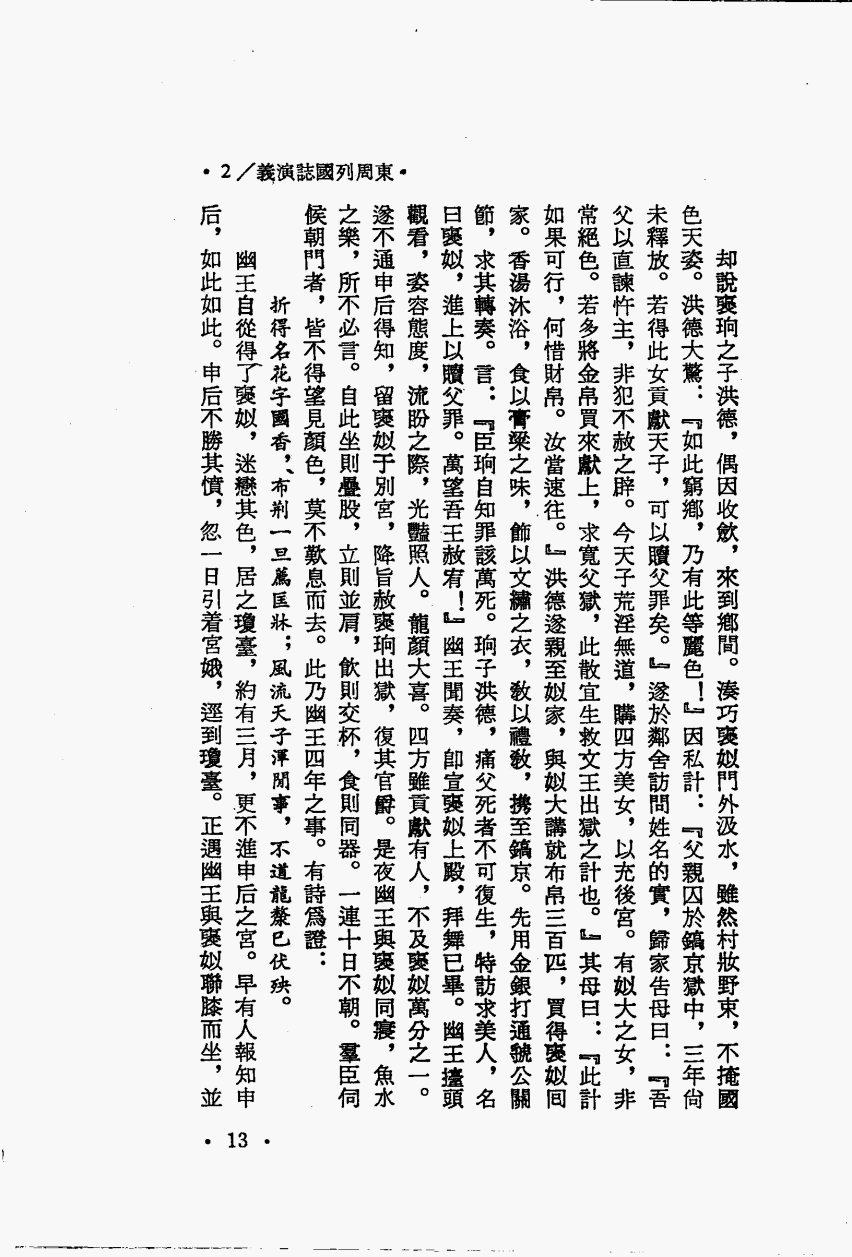 •東周列國誌演義／2•
却說褒珦之子洪德，偶因收斂，來到鄉間。湊巧褒姒門外汲水，雖然村妝野束，不掩國
色天姿。洪德大驚：『如此窮鄉，乃有此等麗色！』因私計：『父親囚於鎬京獄中，三年尙
未釋放。若得此女貢獻天子，可以贖父罪矣。』遂於鄰舍訪問姓名的實，歸家告母曰：『吾
父以直諫忤主，非犯不赦之辟。今天子荒淫無道，購四方美女，以充後宮。有姒大之女，非
常絕色。若多將金帛買來獻上，求寬父獄，此散宜生救文王出獄之計也。』其母曰：『此計
如果可行，何惜財帛。汝當速往。』洪德遂親至姒家，與姒大講就布帛三百匹，買得褒姒囘
家。香湯沐浴，食以膏粱之味，飾以文繡之衣，敎以禮數，携至鎬京。先用金銀打通虢公關
節，求其轉奏。言：『臣珦自知罪該萬死。珦子洪德，痛父死者不可復生，特訪求美人，名
曰褒姒，進上以贖父罪。萬望吾王赦宥！』幽王聞奏，卽宣褒姒上殿，拜舞已畢。幽王擡頭
觀看，姿容態度，流盼之際，光豔照人。龍顏大喜。四方雖貢獻有人，不及褒姒萬分之一。
遂不通申后得知，留褒姒于別宮，降旨赦褒珦出獄，復其官爵。是夜幽王與褒姒同寢，魚水
之樂，所不必言。自此坐則疊股，立則並肩，飲則交杯，食則同器。一連十日不朝。羣臣伺
候朝門者，皆不得望見顏色，莫不歎息而去。此乃幽王四年之事。有詩爲證：
折得名花字國香，布荆一旦薦匡牀；風流天子渾閒事，不道龍漦已伏殃。
幽王自從得了褒姒，迷戀其色，居之瓊臺，約有三月，更不進申后之宮。早有人報知申
后，如此如此。申后不勝其憤，忽一日引着宮娥，逕到瓊臺。正遇幽王與褒姒聯膝而坐，並
• 13 •